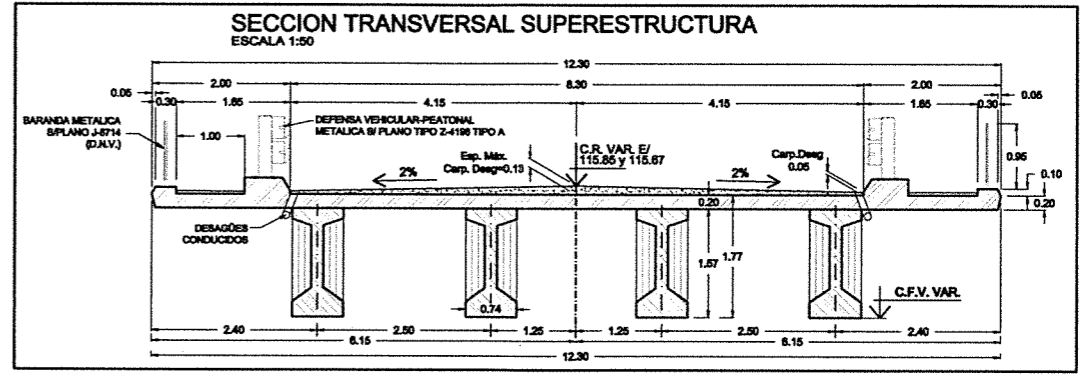 SECCION TRANSVERSAL SUPERESTRUCTURA
ESCALA 1:50
12.30
2.00
8.30
2.00
0.05
0.30
1.65
4.15
4.15
1.65
0.30
0.05
BARANDA METALICA
S/PLANO J-6714
(D.N.V.)
1.00
DEFENSA VEHICULAR-PEATONAL
METALICA S/ PLANO TIPO Z-4198 TIPO A
Esp. Máx.
Carp. Desg=0.13
C.R. VAR. E/
115.85 y 115.67
Carp.Desg
0.05
0.95
2%
2%
0.10
0.20
0.20
DESAGÜES
CONDUCIDOS
1.57
1.77
0.74
C.F.V. VAR.
2.40
2.50
1.25
1.25
2.50
2.40
6.15
6.15
12.30